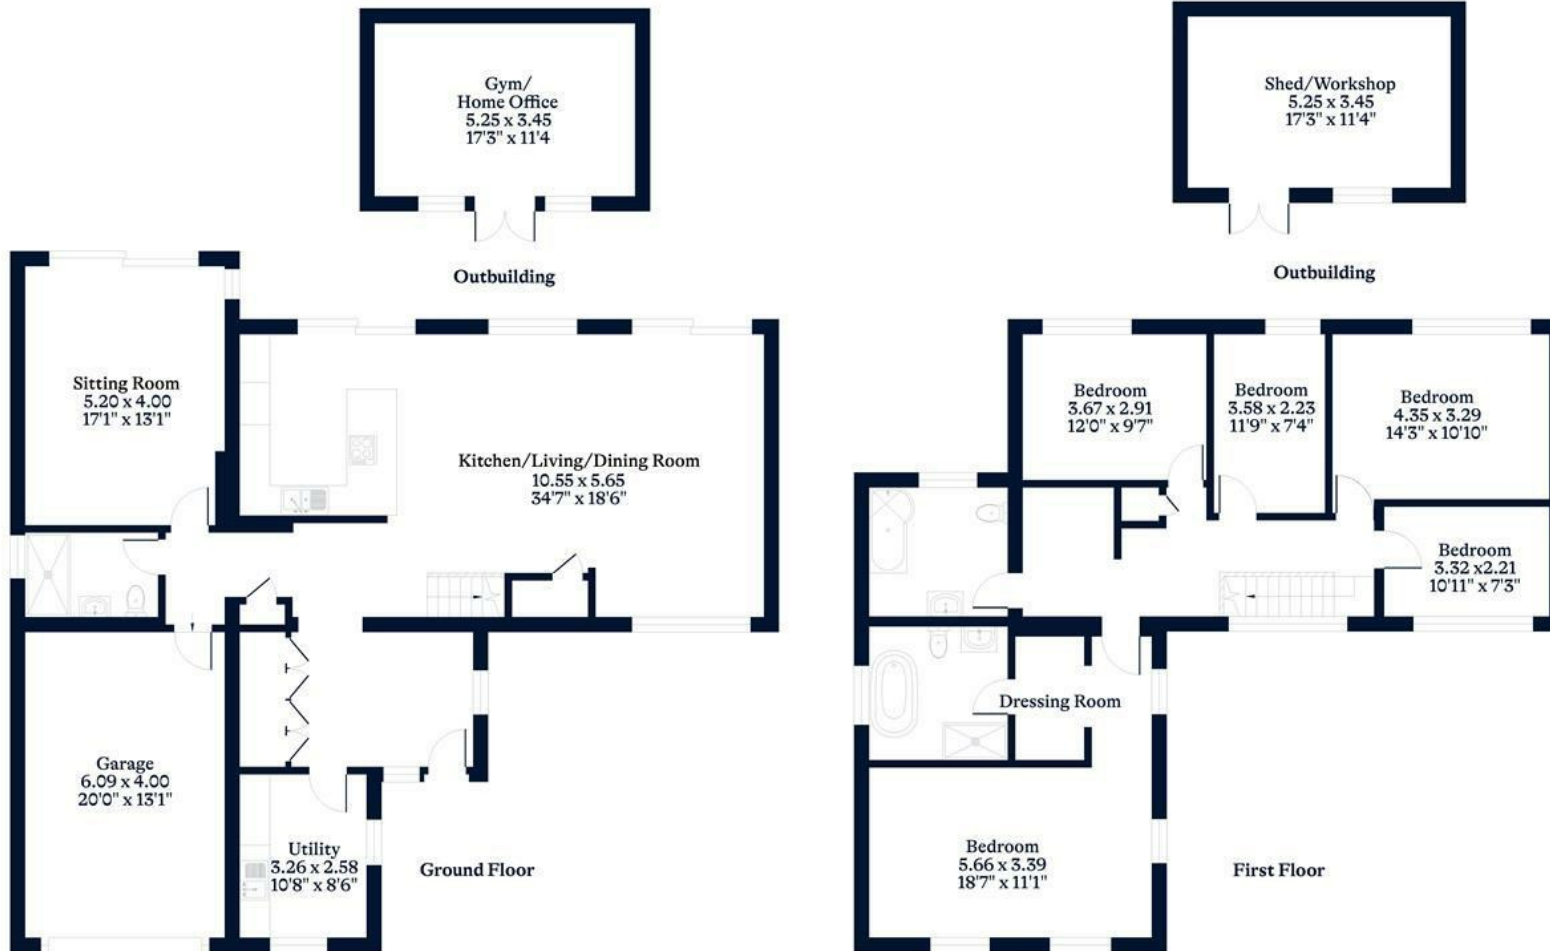 Gym/
Home Office
5.25 x 3.45
17'3" x 11'4
Outbuilding
Shed/Workshop
5.25 x 3.45
17'3" x 11'4"
Outbuilding
Sitting Room
5.20 x 4.00
17'1" x 13'1"
Kitchen/Living/Dining Room
10.55 x 5.65
34'7" x 18'6"
Garage
6.09 x 4.00
20'0" x 13'1"
Utility
3.26 x 2.58
10'8" x 8'6"
Ground Floor
Bedroom
3.67 x 2.91
12'0" x 9'7"
Bedroom
3.58 x 2.23
11'9" x 7'4"
Bedroom
4.35 x 3.29
14'3" x 10'10"
Bedroom
3.32 x2.21
10'11" x 7'3"
Dressing Room
Bedroom
5.66 x 3.39
18'7" x 11'1"
First Floor